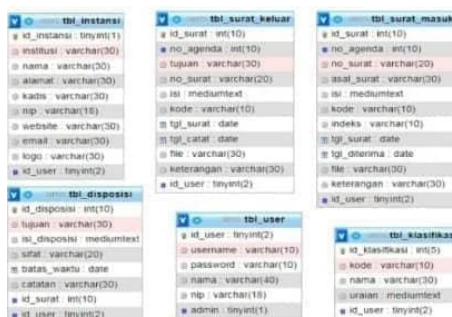 tbl_instansi
id_instansi : tinyint(1)
institusi : varchar(30)
nama : varchar(30)
alamat : varchar(30)
kadis : varchar(30)
nip : varchar(18)
website : varchar(30)
email : varchar(30)
logo : varchar(30)
id_user : tinyint(2)
tbl_surat_keluar
id_surat : int(10)
no_agenda : int(10)
tujuan : varchar(30)
no_surat : varchar(20)
isi : mediumtext
kode : varchar(10)
tgl_surat : date
tgl_catat : date
file : varchar(30)
keterangan : varchar(30)
id_user : tinyint(2)
tbl_surat_masuk
id_surat : int(10)
no_agenda : int(10)
no_surat : varchar(20)
asal_surat : varchar(30)
isi : mediumtext
kode : varchar(10)
indeks : varchar(10)
tgl_surat : date
tgl_diterima : date
file : varchar(30)
keterangan : varchar(30)
id_user : tinyint(2)
tbl_disposisi
id_disposisi : int(10)
tujuan : varchar(30)
isi_disposisi : mediumtext
sifat : varchar(20)
batas_waktu : date
catatan : varchar(30)
id_surat : int(10)
id_user : tinyint(2)
tbl_user
id_user : tinyint(2)
username : varchar(10)
password : varchar(10)
nama : varchar(40)
nip : varchar(18)
admin : tinyint(1)
tbl_klasifikas
id_klasifikasi : int(5)
kode : varchar(10)
nama : varchar(30)
uraian : mediumtext
id_user : tinyint(2)